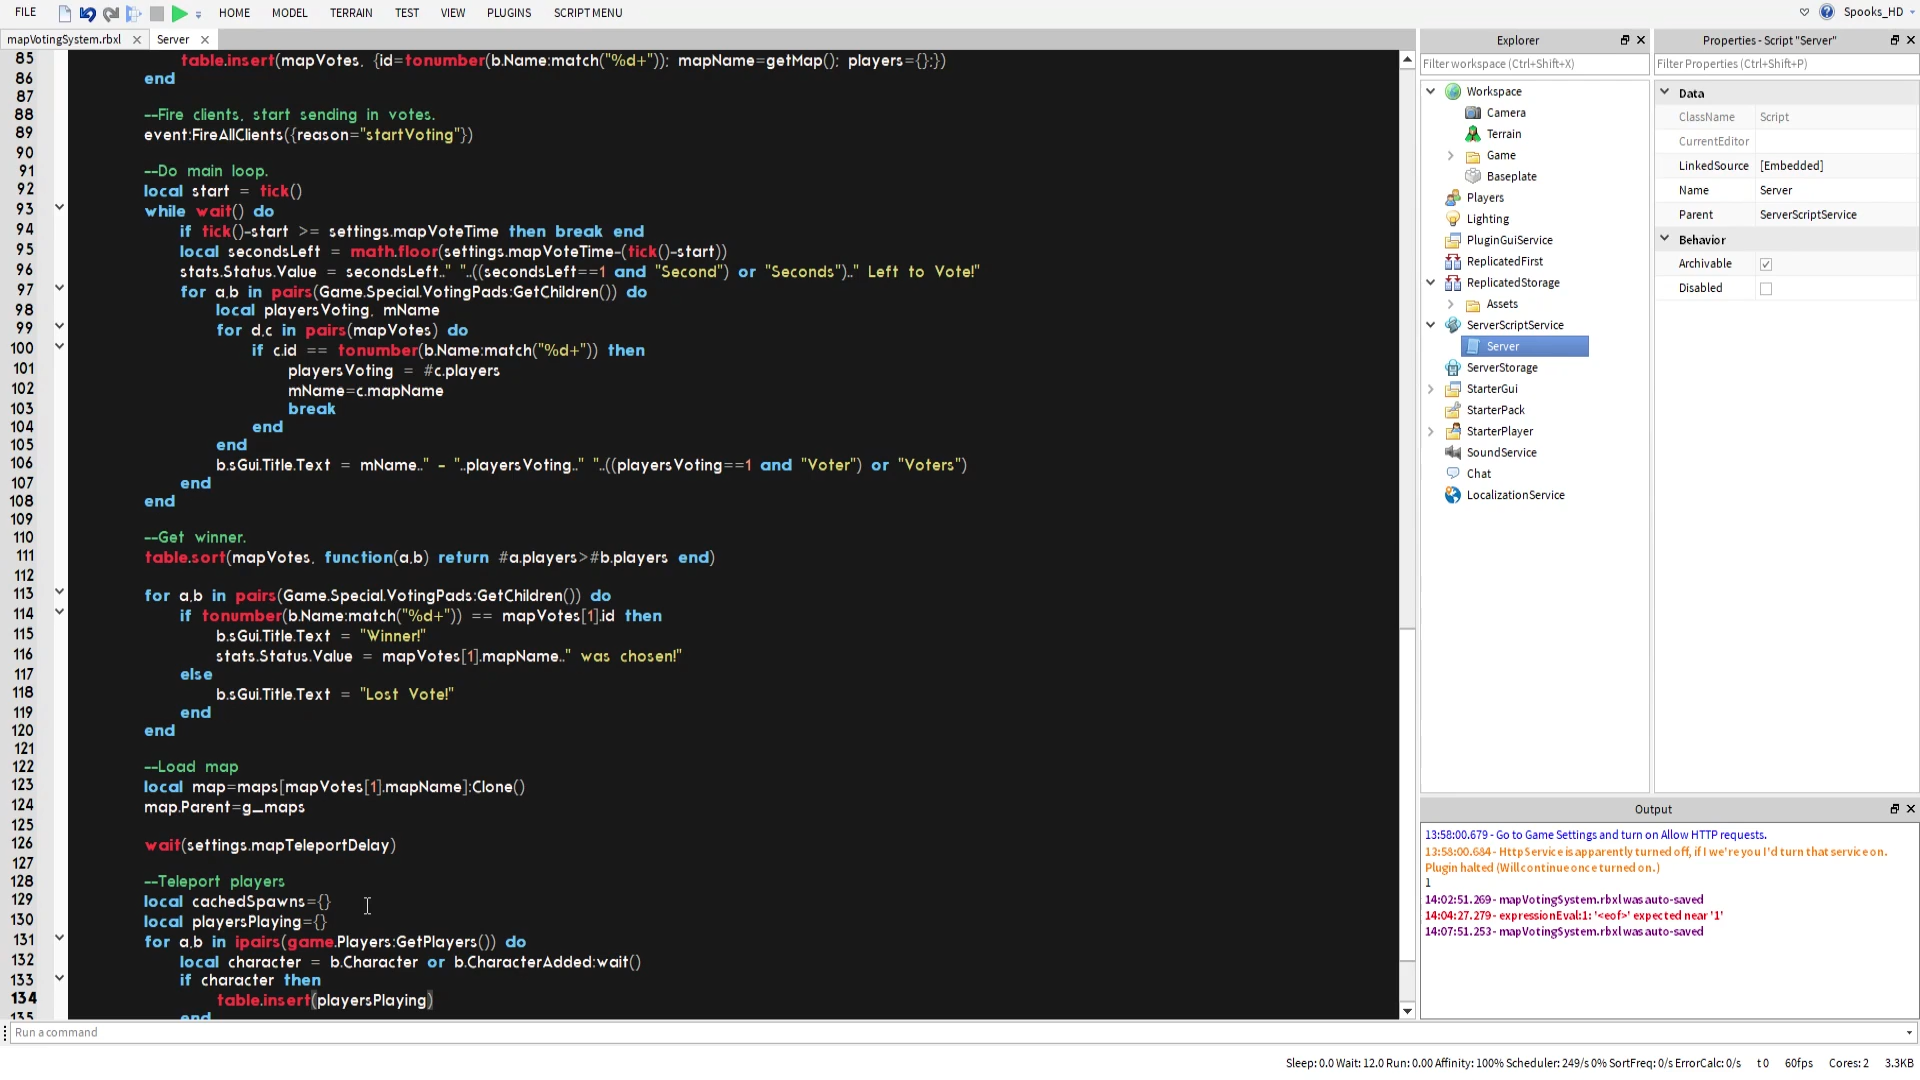 FILE HOME MODEL TERRAIN TEST VIEW PLUGINS SCRIPT MENU Spooks_HD
mapVotingSystem.rbxl Server
85 table.insert(mapVotes, {id=tonumber(b.Name:match("%d+")); mapName=getMap(); players={};})
86 end
87
88 --Fire clients, start sending in votes.
89 event:FireAllClients({reason="startVoting"})
90
91 --Do main loop.
92 local start = tick()
93 while wait() do
94 if tick()-start >= settings.mapVoteTime then break end
95 local secondsLeft = math.floor(settings.mapVoteTime-(tick()-start))
96 stats.Status.Value = secondsLeft.." "..((secondsLeft==1 and "Second") or "Seconds").." Left to Vote!"
97 for a,b in pairs(Game.Special.VotingPads:GetChildren()) do
98 local playersVoting, mName
99 for d,c in pairs(mapVotes) do
100 if c.id == tonumber(b.Name:match("%d+")) then
101 playersVoting = #c.players
102 mName=c.mapName
103 break
104 end
105 end
106 b.sGui.Title.Text = mName.." - "..playersVoting.." "..((playersVoting==1 and "Voter") or "Voters")
107 end
108 end
109
110 --Get winner.
111 table.sort(mapVotes, function(a,b) return #a.players>#b.players end)
112
113 for a,b in pairs(Game.Special.VotingPads:GetChildren()) do
114 if tonumber(b.Name:match("%d+")) == mapVotes[1].id then
115 b.sGui.Title.Text = "Winner!"
116 stats.Status.Value = mapVotes[1].mapName.." was chosen!"
117 else
118 b.sGui.Title.Text = "Lost Vote!"
119 end
120 end
121
122 --Load map
123 local map=maps[mapVotes[1].mapName]:Clone()
124 map.Parent=g_maps
125
126 wait(settings.mapTeleportDelay)
127
128 --Teleport players
129 local cachedSpawns={}
130 local playersPlaying={}
131 for a,b in ipairs(game.Players:GetPlayers()) do
132 local character = b.Character or b.CharacterAdded:wait()
133 if character then
134 table.insert(playersPlaying)
135 end
Explorer
Filter workspace (Ctrl+Shift+X)
Workspace
Camera
Terrain
Game
Baseplate
Players
Lighting
PluginGuiService
ReplicatedFirst
ReplicatedStorage
Assets
ServerScriptService
Server
ServerStorage
StarterGui
StarterPack
StarterPlayer
SoundService
Chat
LocalizationService
Properties - Script "Server"
Filter Properties (Ctrl+Shift+P)
Data
ClassName Script
CurrentEditor
LinkedSource [Embedded]
Name Server
Parent ServerScriptService
Behavior
Archivable
Disabled
Output
13:58:00.679 - Go to Game Settings and turn on Allow HTTP requests.
13:58:00.684 - HttpService is apparently turned off, if I we're you I'd turn that service on.
Plugin halted (Will continue once turned on.)
1
14:02:51.269 - mapVotingSystem.rbxl was auto-saved
14:04:27.279 - expressionEval:1: '<eof>' expected near '1'
14:07:51.253 - mapVotingSystem.rbxl was auto-saved
Run a command
Sleep: 0.0 Wait: 12.0 Run: 0.00 Affinity: 100% Scheduler: 249/s 0% SortFreq: 0/s ErrorCalc: 0/s t 0 60fps Cores: 2 3.3KB